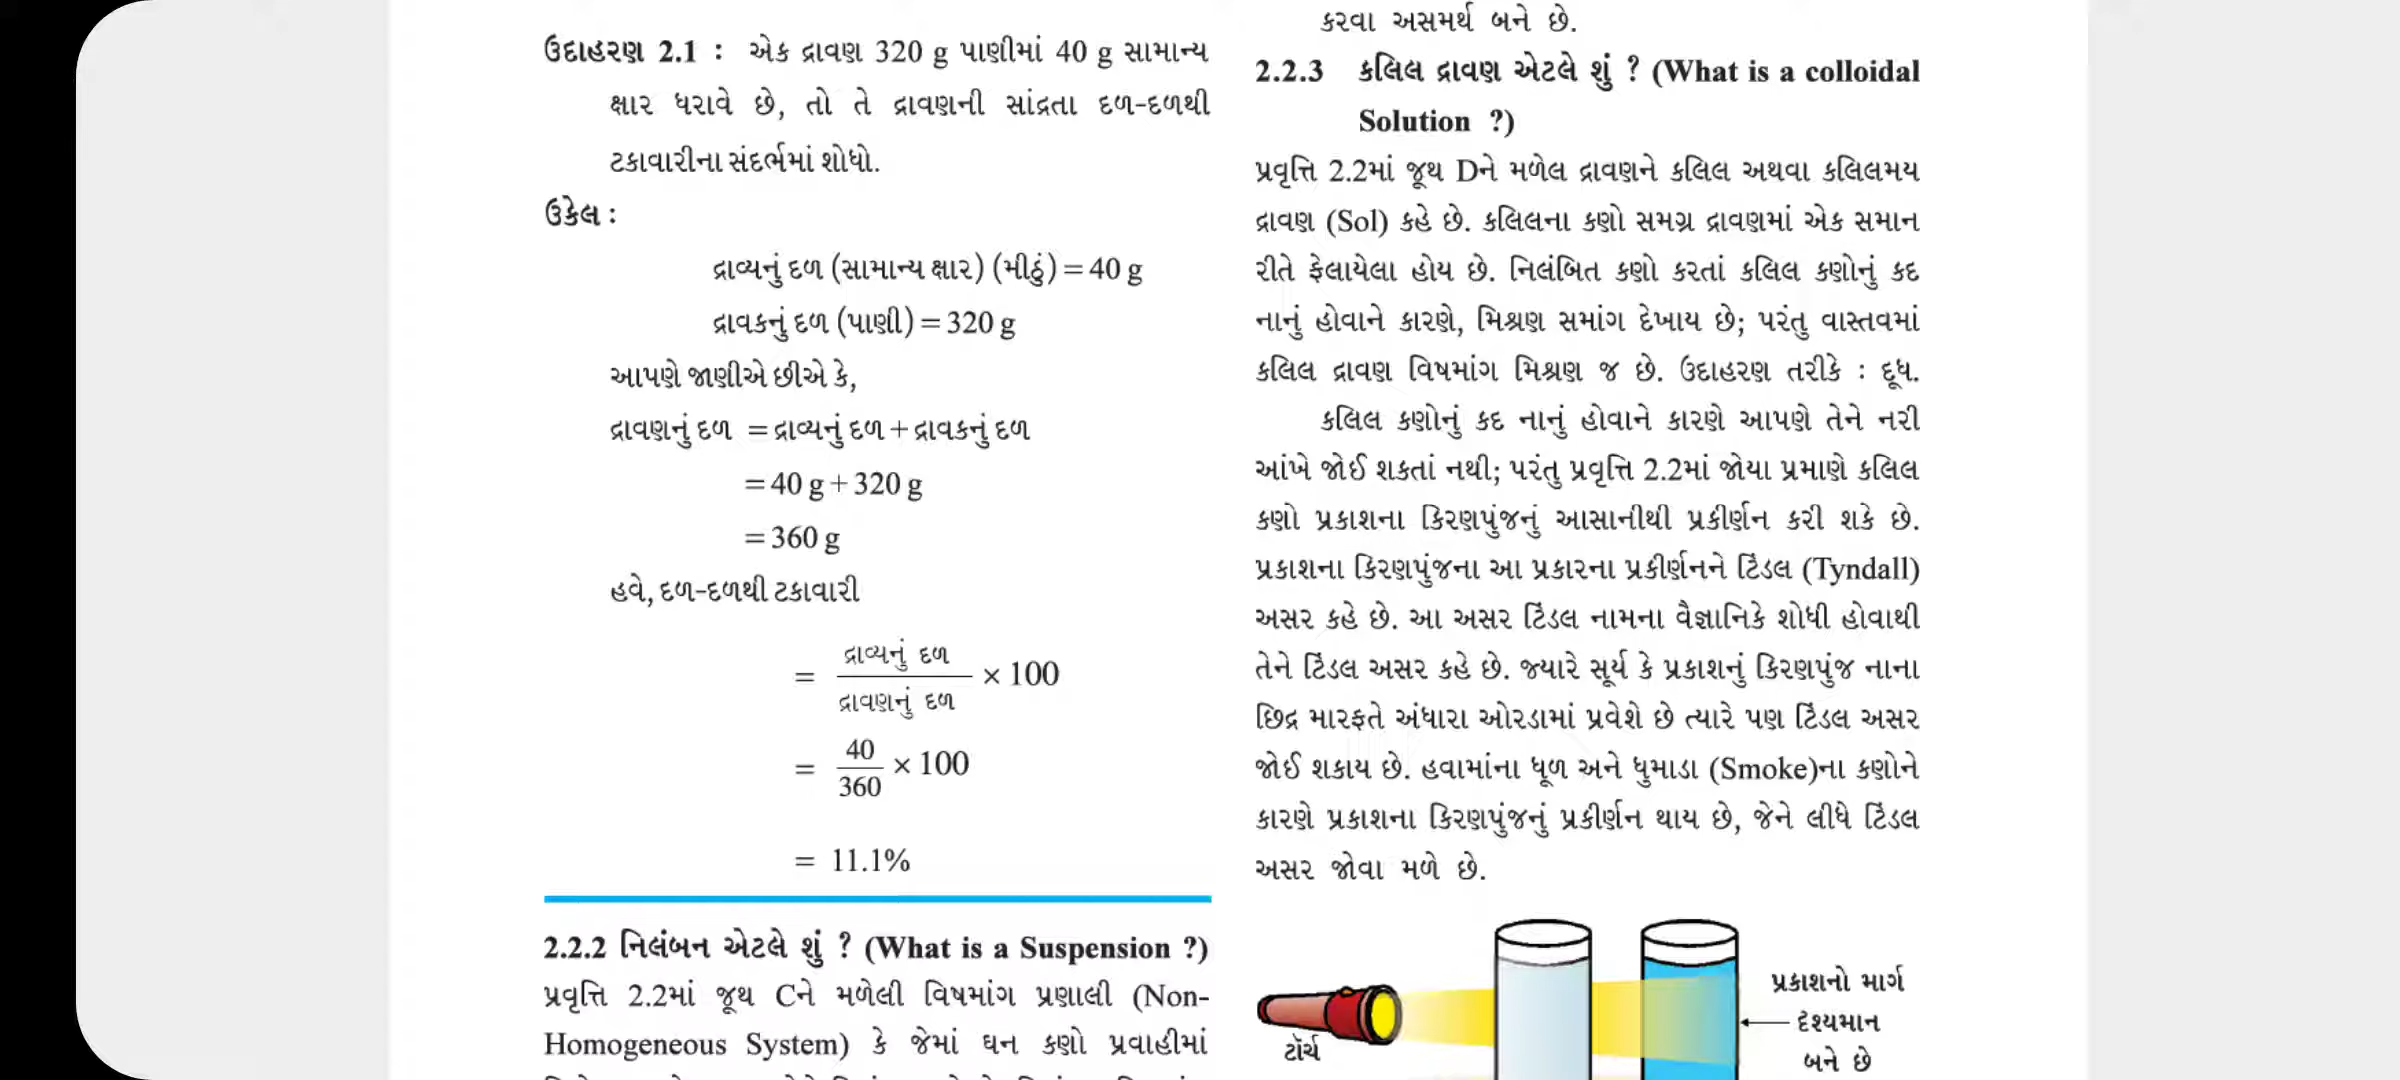 ઉદાહરણ 2.1 : એક દ્રાવણ 320 g પાણીમાં 40 g સામાન્ય
ક્ષાર ધરાવે છે, તો તે દ્રાવણની સાંદ્રતા દળ-દળથી
ટકાવારીના સંદર્ભમાં શોધો.
ઉકેલ :
દ્રાવ્યનું દળ (સામાન્ય ક્ષાર) (મીઠું) = 40 g
દ્રાવકનું દળ (પાણી) = 320 g
આપણે જાણીએ છીએ કે,
દ્રાવણનું દળ = દ્રાવ્યનું દળ + દ્રાવકનું દળ
= 40 g + 320 g
= 360 g
હવે, દળ-દળથી ટકાવારી
= દ્રાવ્યનું દળ / દ્રાવણનું દળ × 100
= 40 / 360 × 100
= 11.1%
2.2.2 નિલંબન એટલે શું ? (What is a Suspension ?)
પ્રવૃત્તિ 2.2માં જૂથ Cને મળેલી વિષમાંગ પ્રણાલી (Non-
Homogeneous System) કે જેમાં ઘન કણો પ્રવાહીમાં
કરવા અસમર્થ બને છે.
2.2.3 કલિલ દ્રાવણ એટલે શું ? (What is a colloidal
Solution ?)
પ્રવૃત્તિ 2.2માં જૂથ Dને મળેલ દ્રાવણને કલિલ અથવા કલિલમય
દ્રાવણ (Sol) કહે છે. કલિલના કણો સમગ્ર દ્રાવણમાં એક સમાન
રીતે ફેલાયેલા હોય છે. નિલંબિત કણો કરતાં કલિલ કણોનું કદ
નાનું હોવાને કારણે, મિશ્રણ સમાંગ દેખાય છે; પરંતુ વાસ્તવમાં
કલિલ દ્રાવણ વિષમાંગ મિશ્રણ જ છે. ઉદાહરણ તરીકે : દૂધ.
કલિલ કણોનું કદ નાનું હોવાને કારણે આપણે તેને નરી
આંખે જોઈ શકતાં નથી; પરંતુ પ્રવૃત્તિ 2.2માં જોયા પ્રમાણે કલિલ
કણો પ્રકાશના કિરણપુંજનું આસાનીથી પ્રકીર્ણન કરી શકે છે.
પ્રકાશના કિરણપુંજના આ પ્રકારના પ્રકીર્ણનને ટિંડલ (Tyndall)
અસર કહે છે. આ અસર ટિંડલ નામના વૈજ્ઞાનિકે શોધી હોવાથી
તેને ટિંડલ અસર કહે છે. જ્યારે સૂર્ય કે પ્રકાશનું કિરણપુંજ નાના
છિદ્ર મારફતે અંધારા ઓરડામાં પ્રવેશે છે ત્યારે પણ ટિંડલ અસર
જોઈ શકાય છે. હવામાંના ધૂળ અને ધુમાડા (Smoke)ના કણોને
કારણે પ્રકાશના કિરણપુંજનું પ્રકીર્ણન થાય છે, જેને લીધે ટિંડલ
અસર જોવા મળે છે.
ટૉર્ચ
પ્રકાશનો માર્ગ
દૃશ્યમાન
બને છે